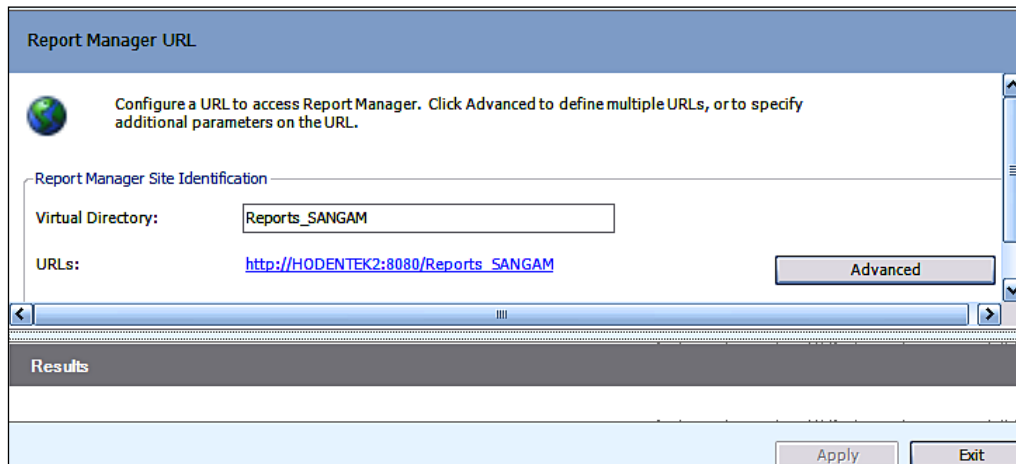 Report Manager URL
Configure a URL to access Report Manager. Click Advanced to define multiple URLs, or to specify
additional parameters on the URL.
Report Manager Site Identification
Virtual Directory: Reports_SANGAM
URLs: http://HODENTEK2:8080/Reports_SANGAM Advanced
Results
Apply Exit